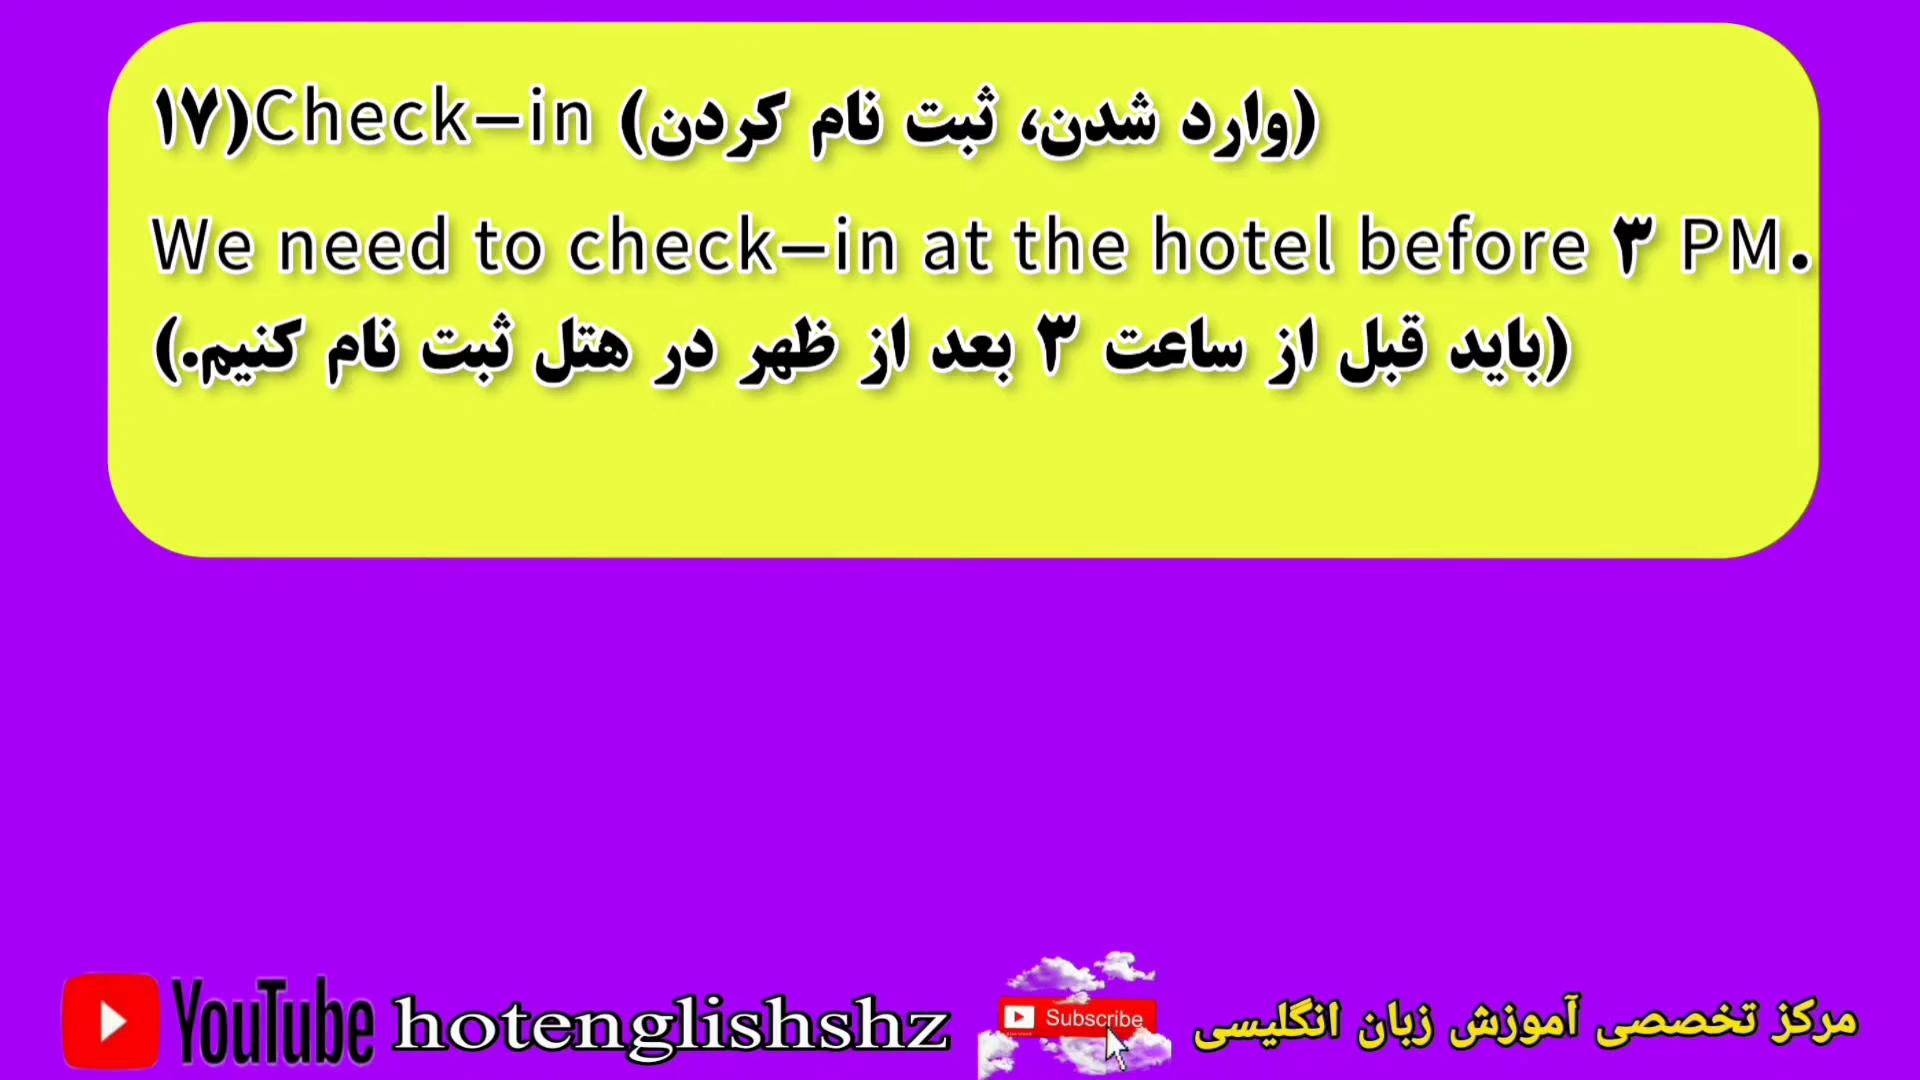 ۱۷)Check–in (وارد شدن، ثبت نام کردن)
We need to check–in at the hotel before ۳ PM.
(باید قبل از ساعت ۳ بعد از ظهر در هتل ثبت نام کنیم.)
YouTube hotenglishshz Subscribe مرکز تخصصی آموزش زبان انگلیسی